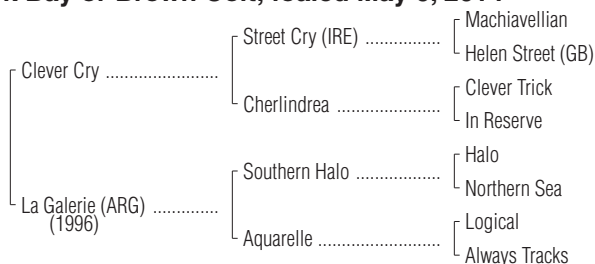 k Bay or Brown Colt, foaled May 5, 2014
Machiavellian
Street Cry (IRE) ................
Helen Street (GB)
Clever Cry ........................
Clever Trick
Cherlindrea ......................
In Reserve
Halo
Southern Halo ..................
Northern Sea
La Galerie (ARG) ..............
(1996)
Logical
Aquarelle ..........................
Always Tracks